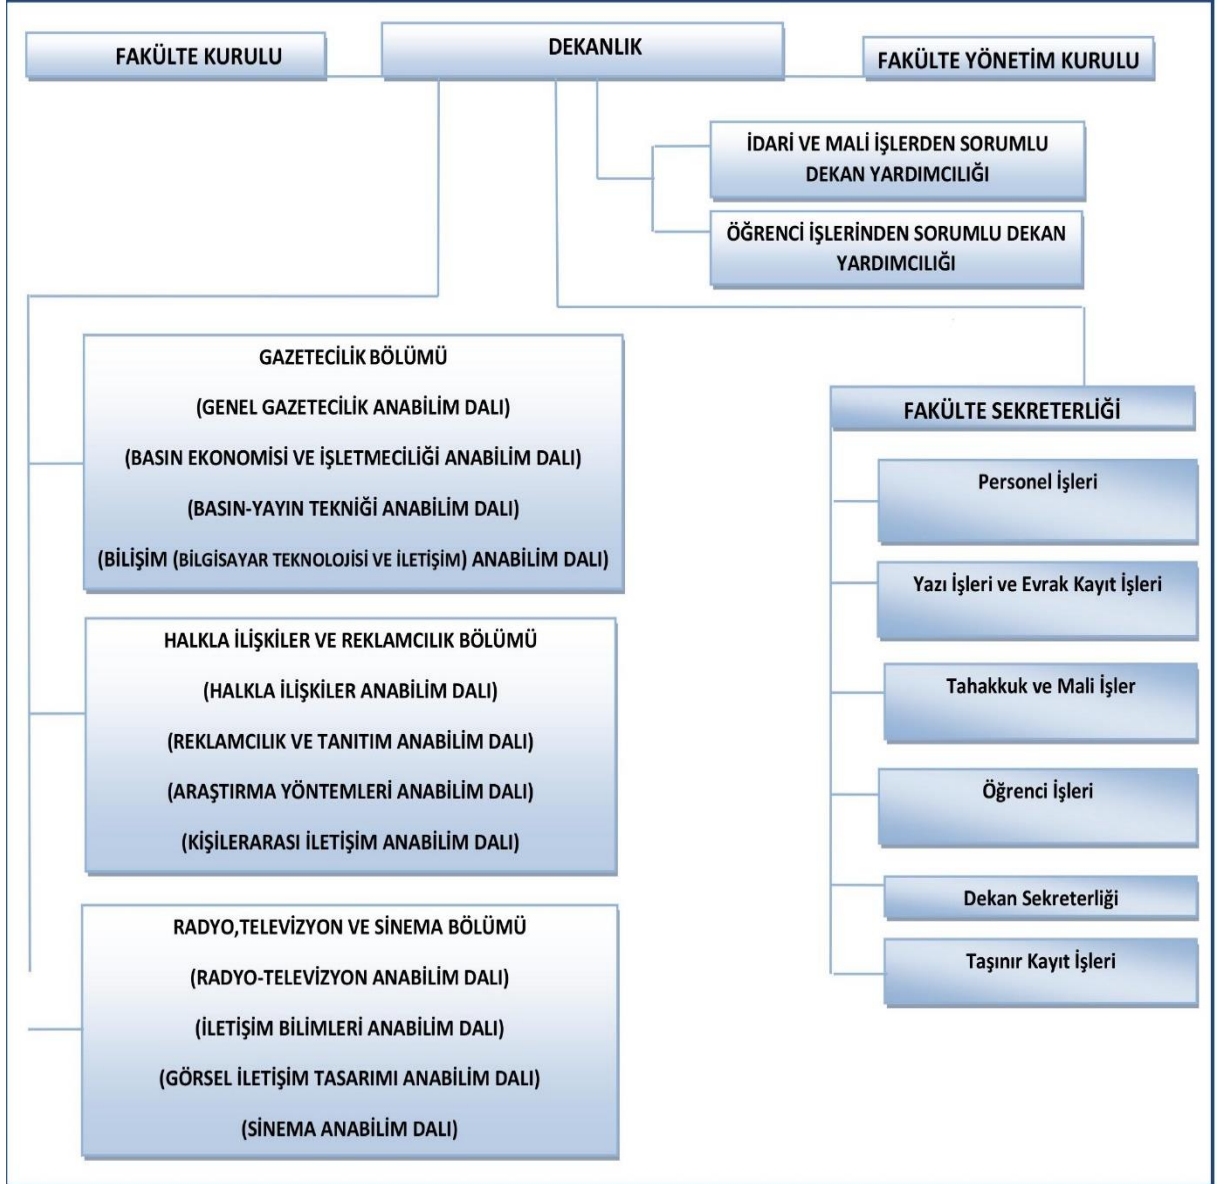 FAKÜLTE KURULU
DEKANLIK
FAKÜLTE YÖNETİM KURULU
İDARİ VE MALİ İŞLERDEN SORUMLU
DEKAN YARDIMCILIĞI
ÖĞRENCİ İŞLERİNDEN SORUMLU DEKAN
YARDIMCILIĞI
GAZETECİLİK BÖLÜMÜ
(GENEL GAZETECİLİK ANABİLİM DALI)
(BASIN EKONOMİSİ VE İŞLETMECİLİĞİ ANABİLİM DALI)
(BASIN-YAYIN TEKNİĞİ ANABİLİM DALI)
(BİLİŞİM (BİLGİSAYAR TEKNOLOJİSİ VE İLETİŞİM) ANABİLİM DALI)
HALKLA İLİŞKİLER VE REKLAMCILIK BÖLÜMÜ
(HALKLA İLİŞKİLER ANABİLİM DALI)
(REKLAMCILIK VE TANITIM ANABİLİM DALI)
(ARAŞTIRMA YÖNTEMLERİ ANABİLİM DALI)
(KİŞİLERARASI İLETİŞİM ANABİLİM DALI)
RADYO,TELEVİZYON VE SİNEMA BÖLÜMÜ
(RADYO-TELEVİZYON ANABİLİM DALI)
(İLETİŞİM BİLİMLERİ ANABİLİM DALI)
(GÖRSEL İLETİŞİM TASARIMI ANABİLİM DALI)
(SİNEMA ANABİLİM DALI)
FAKÜLTE SEKRETERLİĞİ
Personel İşleri
Yazı İşleri ve Evrak Kayıt İşleri
Tahakkuk ve Mali İşler
Öğrenci İşleri
Dekan Sekreterliği
Taşınır Kayıt İşleri